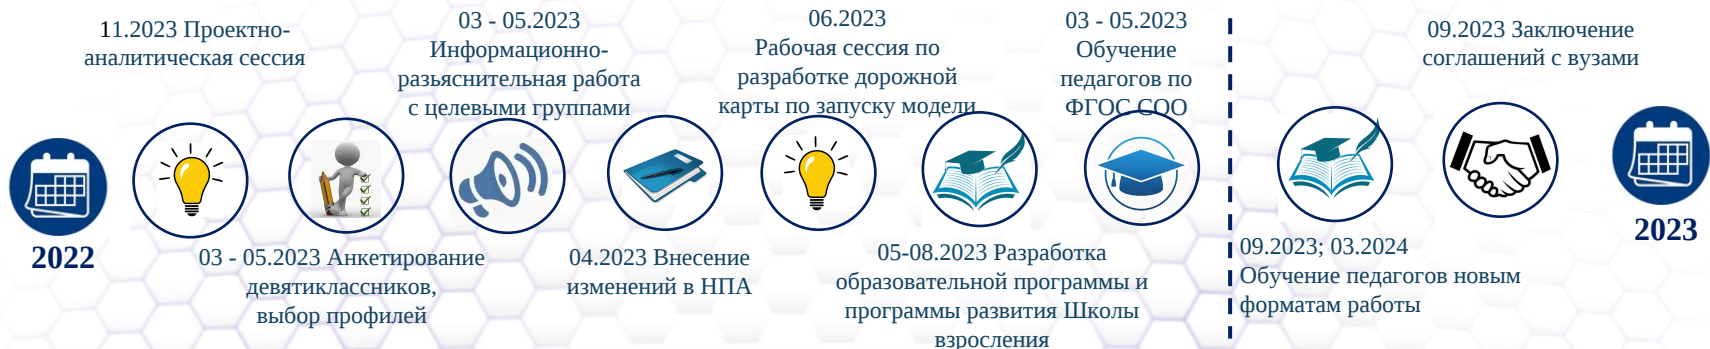 11.2023 Проектно-
аналитическая сессия
03 - 05.2023
Информационно-
разьяснительная работа
с целевыми группами
06.2023
Рабочая сессия по
разработке дорожной
карты по запуску модели
03 - 05.2023
Обучение
педагогов по
ФГОС СОО
09.2023 Заключение
соглашений с вузами
2022
2023
03 - 05.2023 Анкетирование
девятиклассников,
выбор профилей
04.2023 Внесение
изменений в НПА
05-08.2023 Разработка
образовательной программы и
программы развития Школы
взросления
09.2023; 03.2024
Обучение педагогов новым
форматам работы